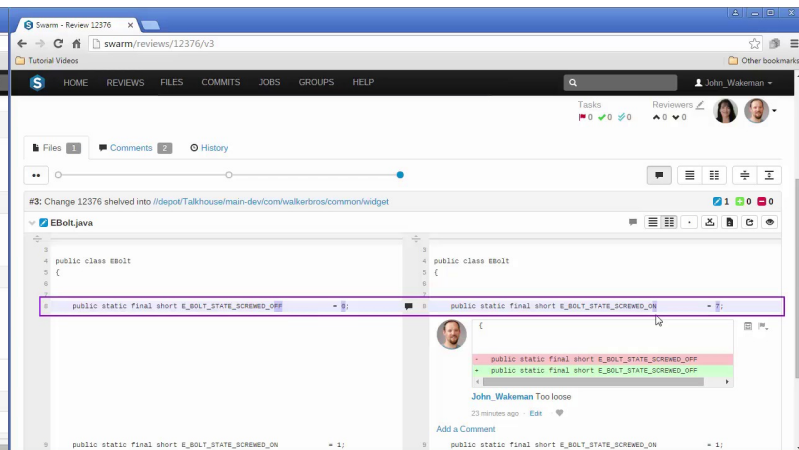 Swarm - Review 12376
swarm/reviews/12376/v3
Tutorial Videos
Other bookmarks
S HOME REVIEWS FILES COMMITS JOBS GROUPS HELP John_Wakeman
Tasks Reviewers
0 0 0 0 0
Files 1 Comments 2 History
#3: Change 12376 shelved into //depot/Talkhouse/main-dev/com/walkerbros/common/widget 1 0 0
EBolt.java
3 3
4 public class EBolt 4 public class EBolt
5 { 5 {
6 6
7 7
8 public static final short E_BOLT_STATE_SCREWED_OFF = 0; 8 public static final short E_BOLT_STATE_SCREWED_ON = 7;
{
- public static final short E_BOLT_STATE_SCREWED_OFF
+ public static final short E_BOLT_STATE_SCREWED_OFF
John_Wakeman Too loose
23 minutes ago · Edit ·
Add a Comment
9 public static final short E_BOLT_STATE_SCREWED_ON = 1; 9 public static final short E_BOLT_STATE_SCREWED_ON = 1;